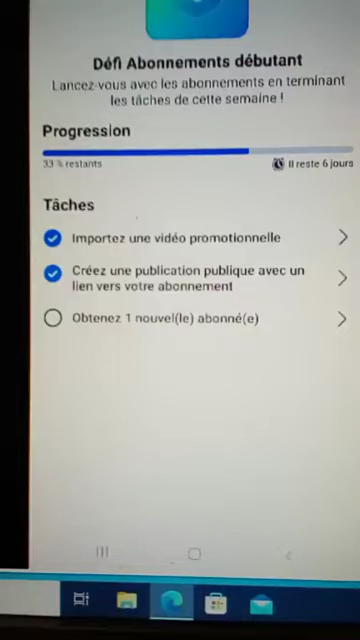 Défi Abonnements débutant
Lancez-vous avec les abonnements en terminant
les tâches de cette semaine !
Progression
33 % restants
Il reste 6 jours
Tâches
Importez une vidéo promotionnelle
Créez une publication publique avec un
lien vers votre abonnement
Obtenez 1 nouvel(le) abonné(e)